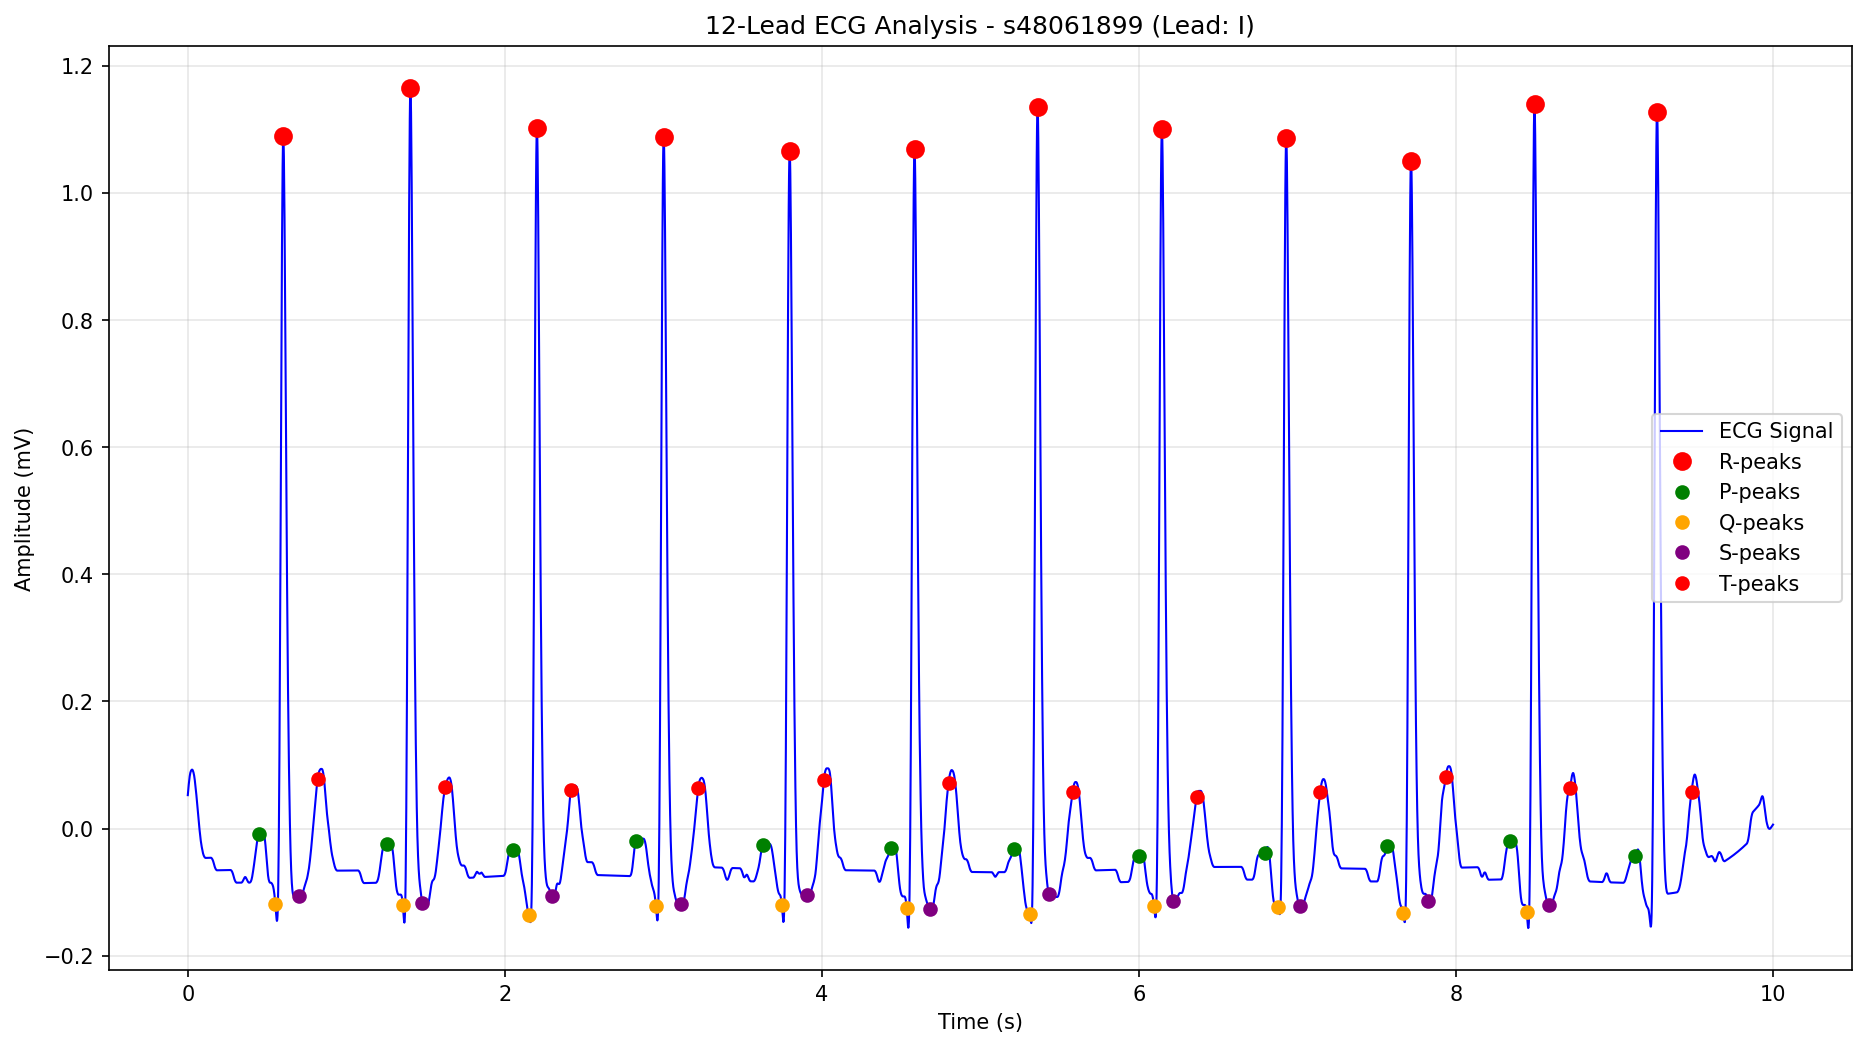 12-Lead ECG Analysis - s48061899 (Lead: I)
Amplitude (mV)
1.2
1.0
0.8
0.6
0.4
0.2
0.0
−0.2
ECG Signal
R-peaks
P-peaks
Q-peaks
S-peaks
T-peaks
0 2 4 6 8 10
Time (s)